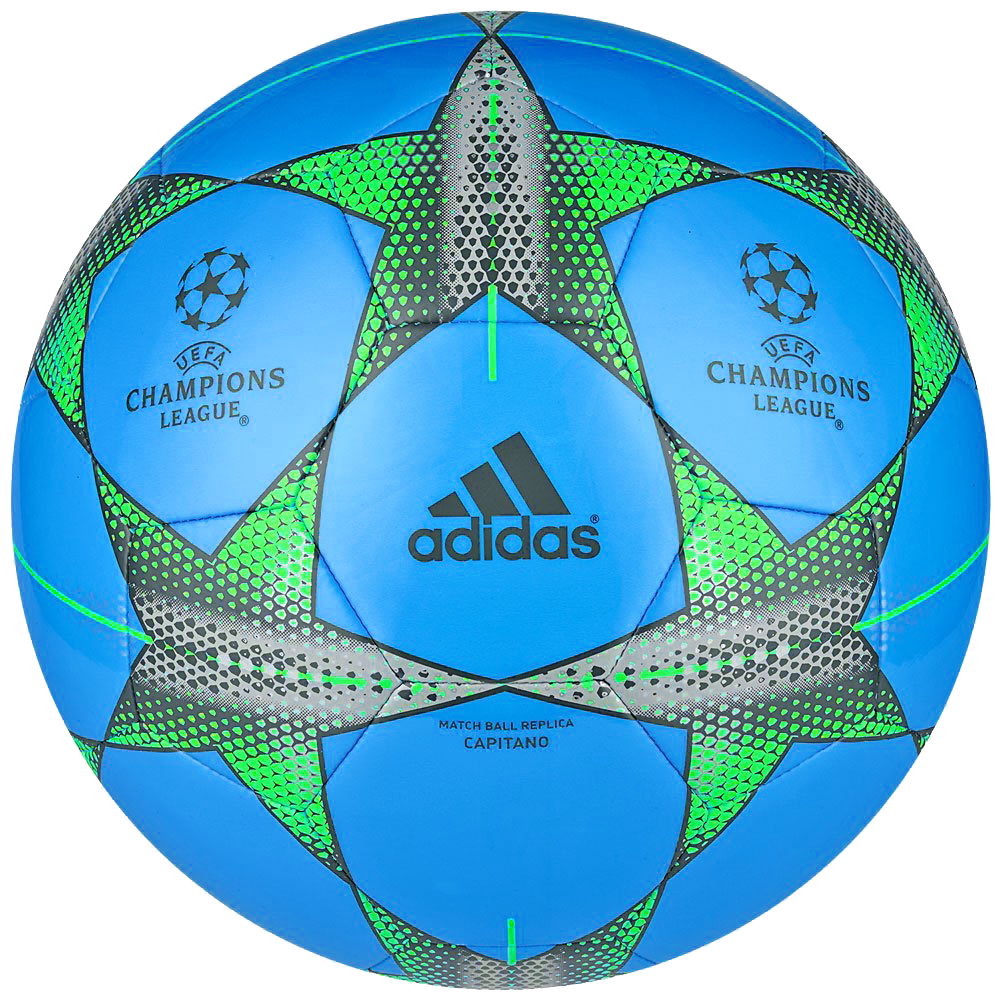 UEFA
CHAMPIONS
LEAGUE®
UEFA
CHAMPIONS
LEAGUE®
adidas®
MATCH BALL REPLICA
CAPITANO